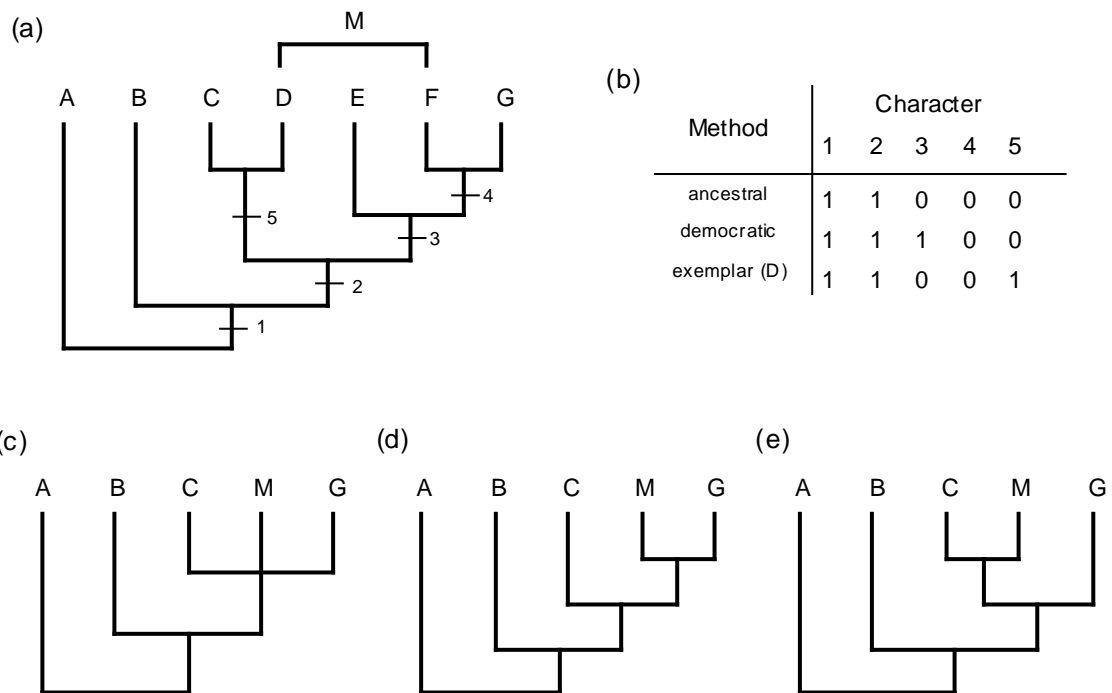 (a)
M
A B C D E F G
5
4
3
2
1
(b)
Method
Character
1 2 3 4 5
ancestral 1 1 0 0 0
democratic 1 1 1 0 0
exemplar (D) 1 1 0 0 1
(c)
A B C M G
(d)
A B C M G
(e)
A B C M G